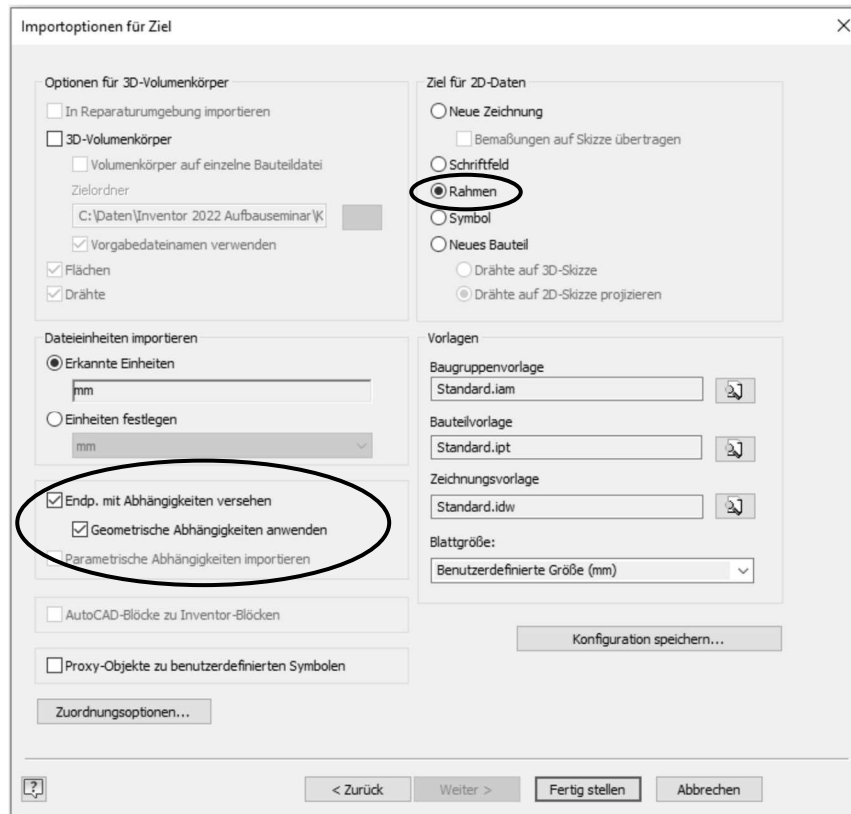 Importoptionen für Ziel
Optionen für 3D-Volumenkörper
In Reparaturumgebung importieren
3D-Volumenkörper
Volumenkörper auf einzelne Bauteildatei
Zielordner
C:\Daten\Inventor 2022 Aufbauseminar\K
Vorgabedateinamen verwenden
Flächen
Drähte
Dateieinheiten importieren
Erkannte Einheiten
mm
Einheiten festlegen
mm
Endp. mit Abhängigkeiten versehen
Geometrische Abhängigkeiten anwenden
Parametrische Abhängigkeiten importieren
AutoCAD-Blöcke zu Inventor-Blöcken
Proxy-Objekte zu benutzerdefinierten Symbolen
Zuordnungsoptionen...
Ziel für 2D-Daten
Neue Zeichnung
Bemaßungen auf Skizze übertragen
Schriftfeld
Rahmen
Symbol
Neues Bauteil
Drähte auf 3D-Skizze
Drähte auf 2D-Skizze projizieren
Vorlagen
Baugruppenvorlage
Standard.iam
Bauteilvorlage
Standard.ipt
Zeichnungsvorlage
Standard.idw
Blattgröße:
Benutzerdefinierte Größe (mm)
Konfiguration speichern...
? < Zurück Weiter > Fertig stellen Abbrechen